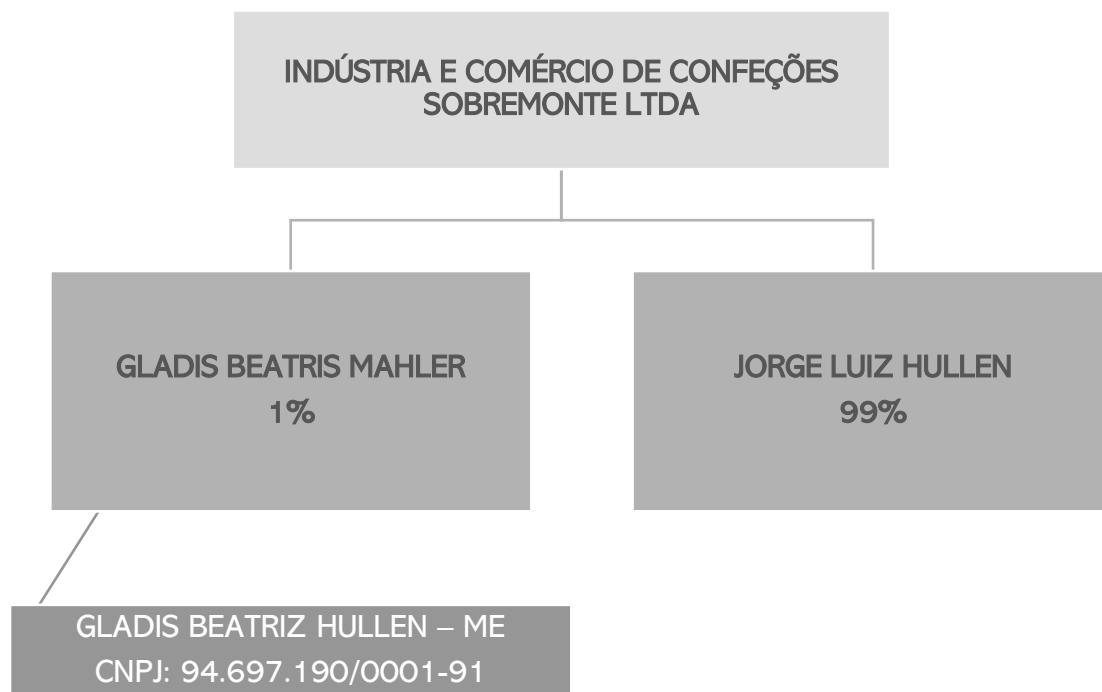 INDÚSTRIA E COMÉRCIO DE CONFEÇÕES
SOBREMONTE LTDA
GLADIS BEATRIS MAHLER
1%
JORGE LUIZ HULLEN
99%
GLADIS BEATRIZ HULLEN – ME
CNPJ: 94.697.190/0001-91